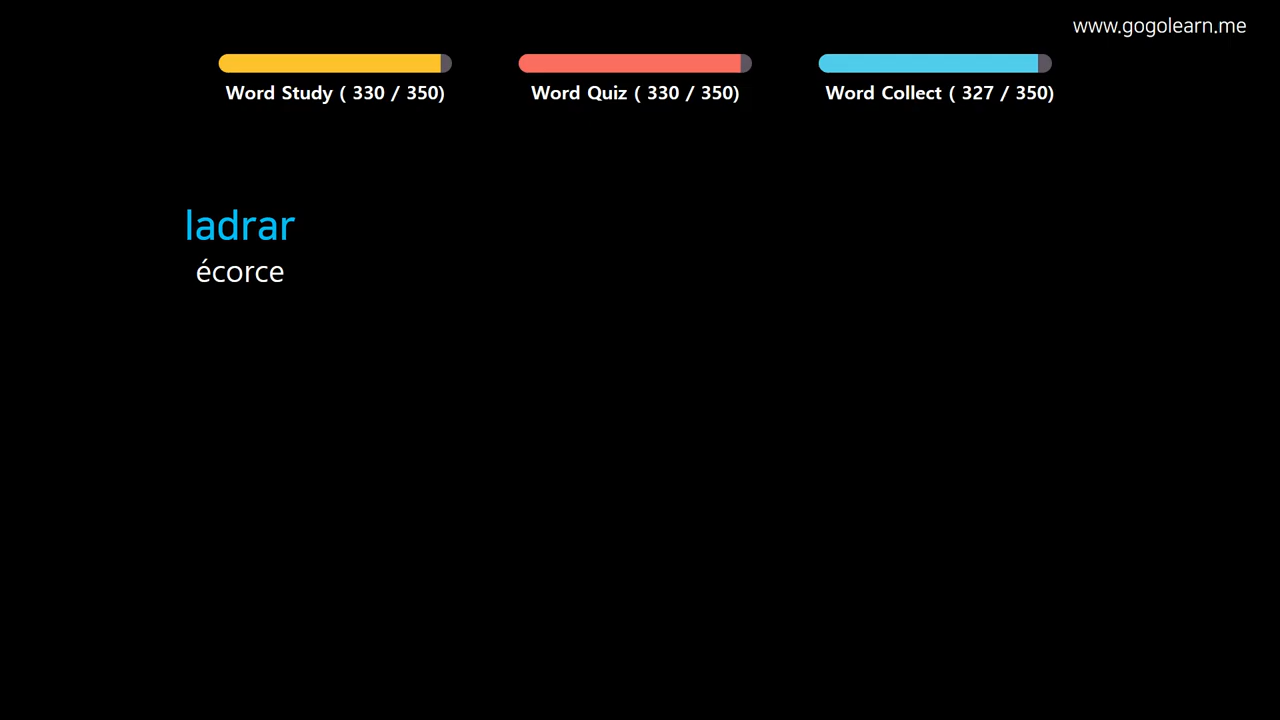 www.gogolearn.me
Word Study ( 330 / 350)
Word Quiz ( 330 / 350)
Word Collect ( 327 / 350)
ladrar
écorce